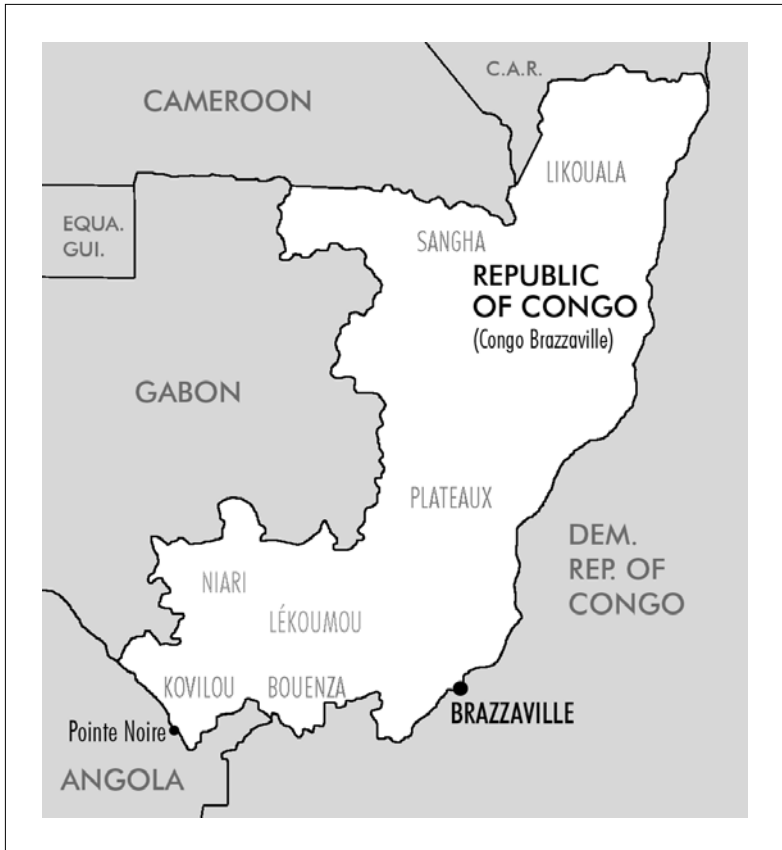 C.A.R.
CAMEROON
LIKOUALA
EQUA.
GUI.
SANGHA
REPUBLIC
OF CONGO
(Congo Brazzaville)
GABON
PLATEAUX
DEM.
REP. OF
CONGO
NIARI
LÉKOUMOU
KOVILOU
BOUENZA
BRAZZAVILLE
Pointe Noire
ANGOLA